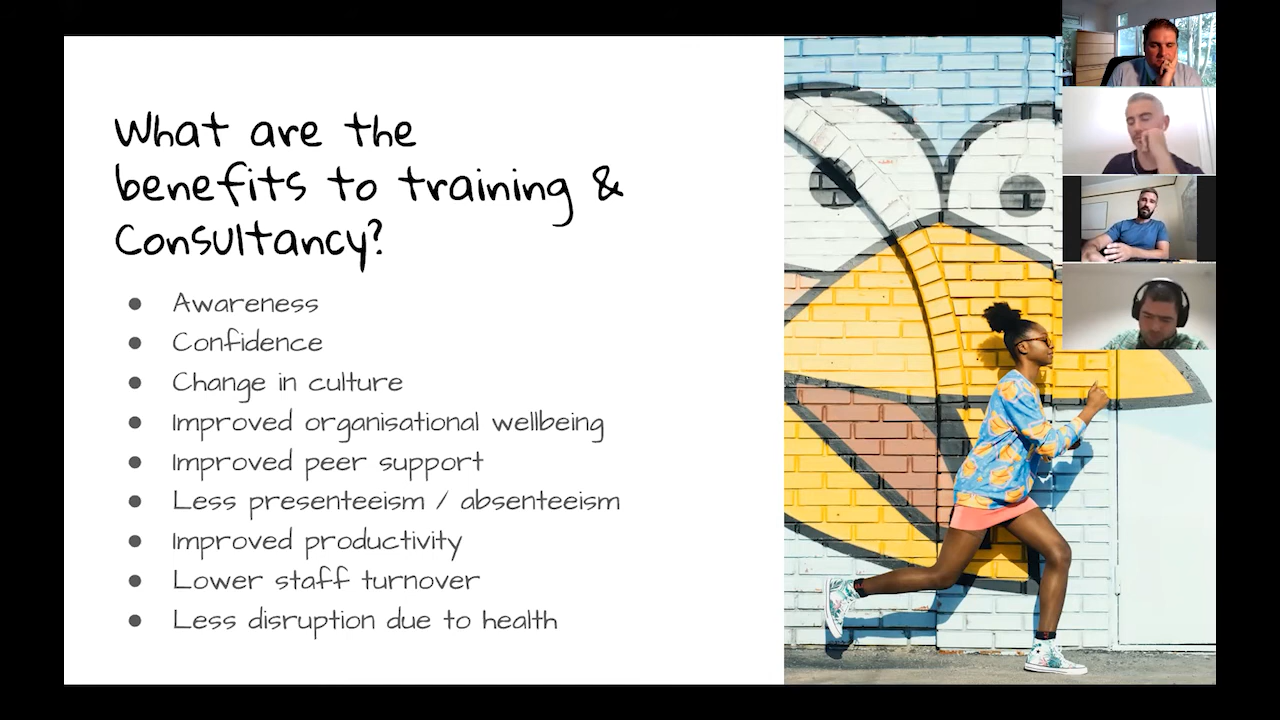 What are the
benefits to training &
Consultancy?
● Awareness
● Confidence
● Change in culture
● Improved organisational wellbeing
● Improved peer support
● Less presenteeism / absenteeism
● Improved productivity
● Lower staff turnover
● Less disruption due to health